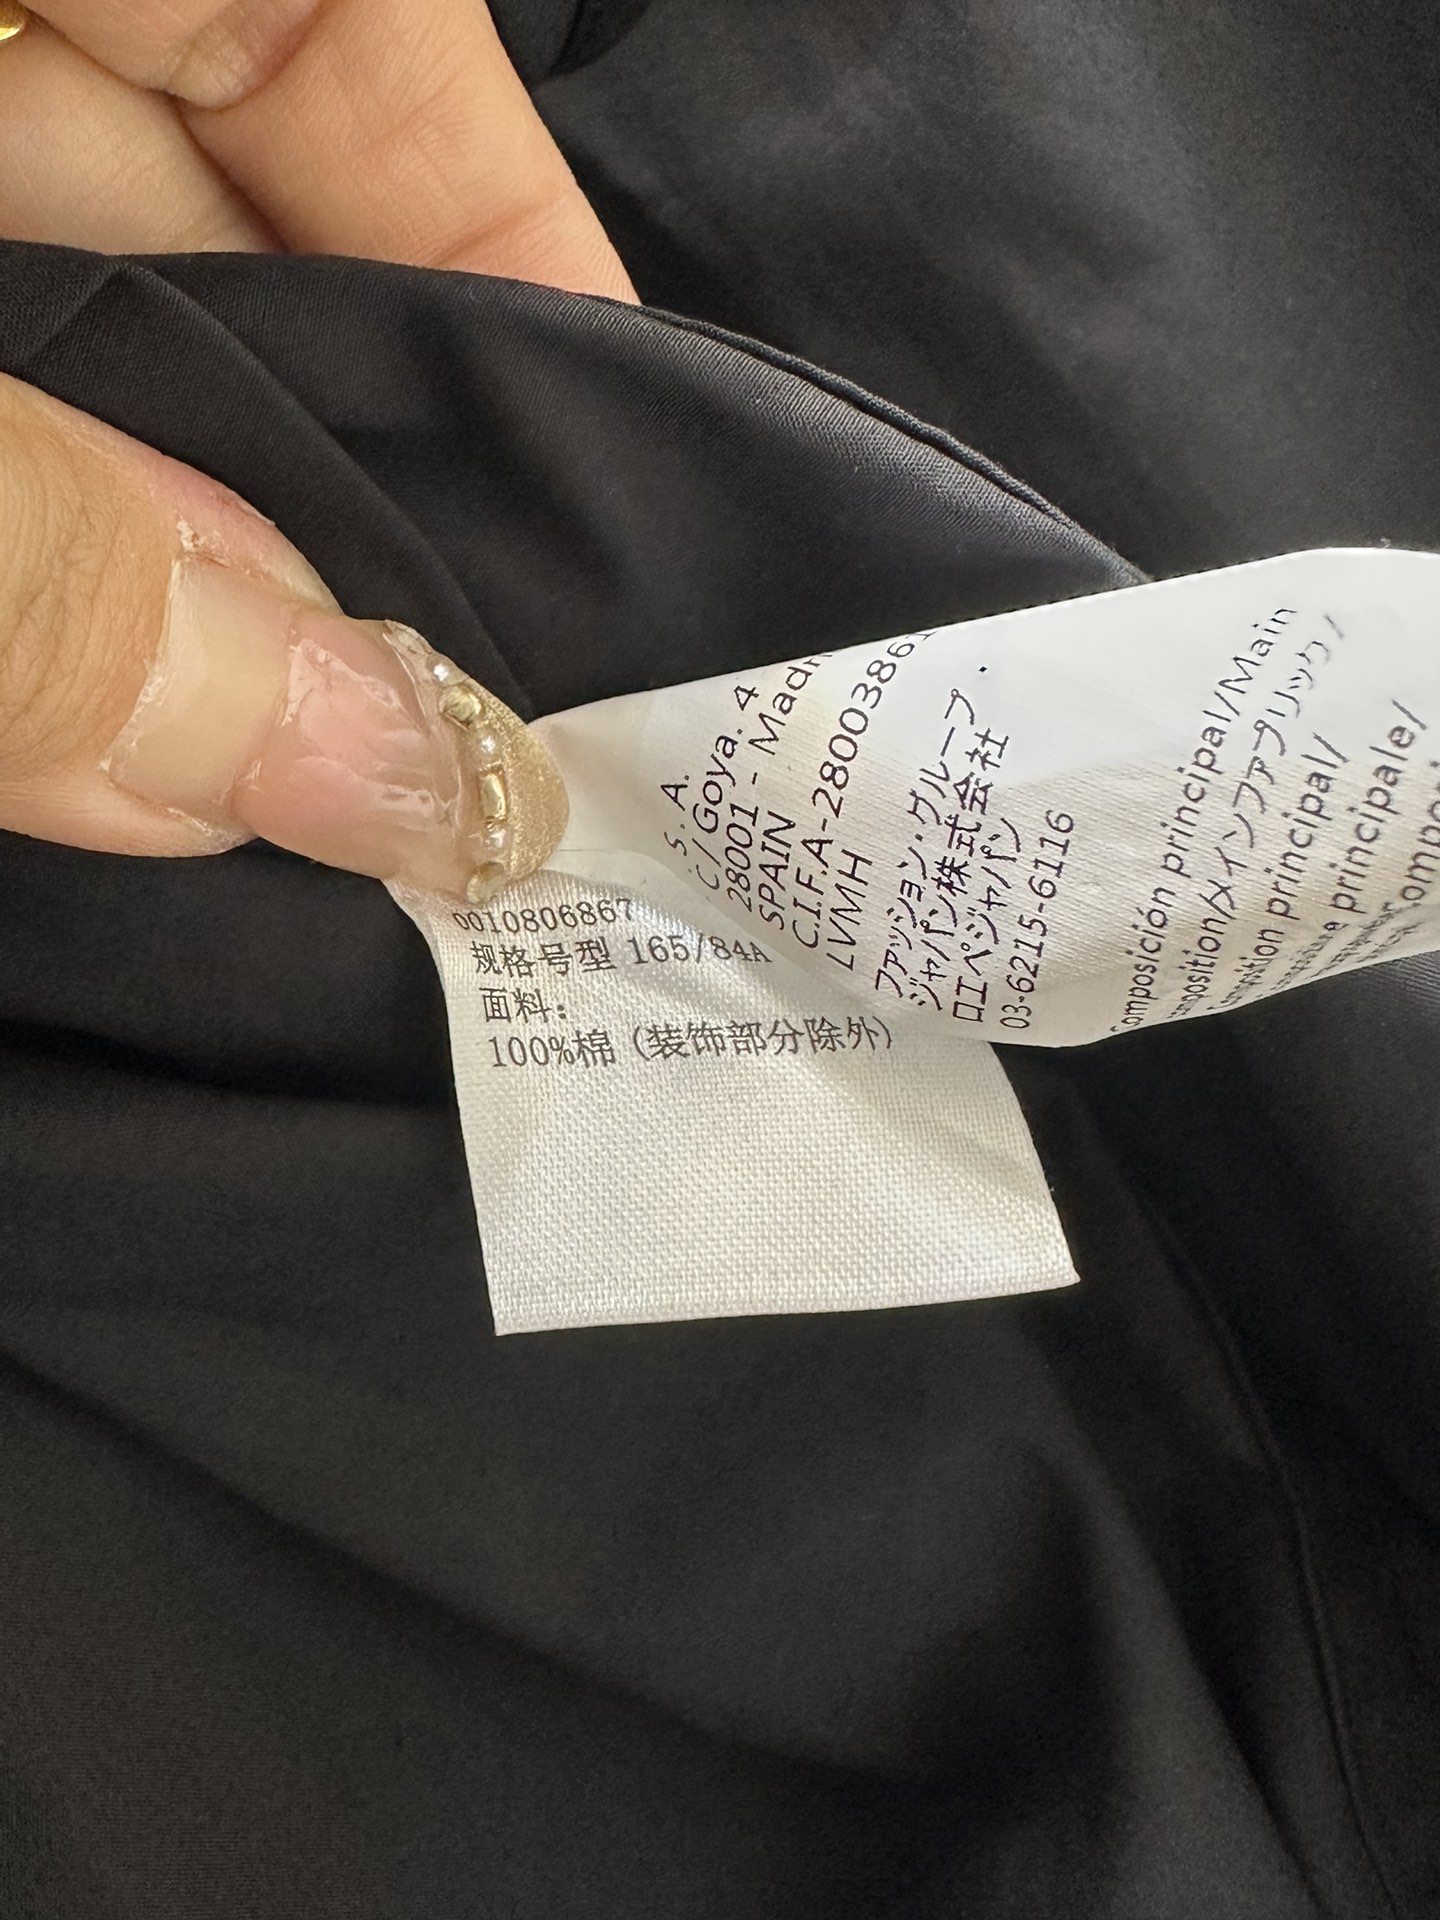 0010806867
规格号型 165/84A
面料：
100%棉（装饰部分除外）
S.A.
C/Goya. 4
28001 - Madr
SPAIN
C.I.F.A-28003861
LVMH
ファッション・グループ・
ジャパン株式会社
ロエベジャパン
03-6215-6116
Composición principal/Main
mposition/メインファブリック/
principal/
principale/